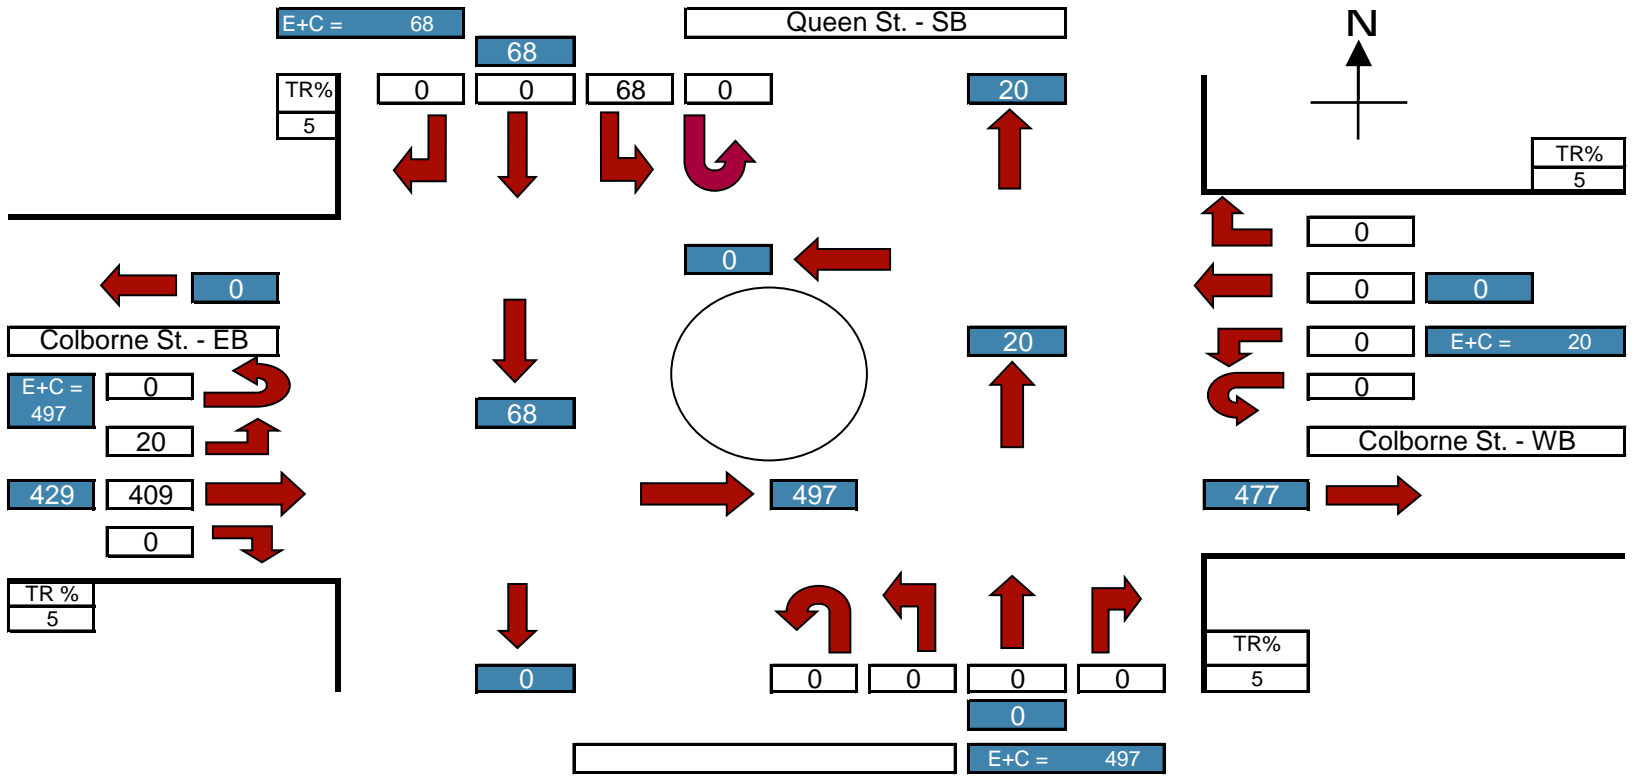 E+C = 68
Queen St. - SB
N
68
TR%
5
0 0 68 0
20
TR%
5
0
0
0
0 0
Colborne St. - EB
20
0 E+C = 20
E+C =
497
0
0
68
20
Colborne St. - WB
429 409
497
477
0
TR %
5
TR%
5
0
0 0 0 0
0
E+C = 497